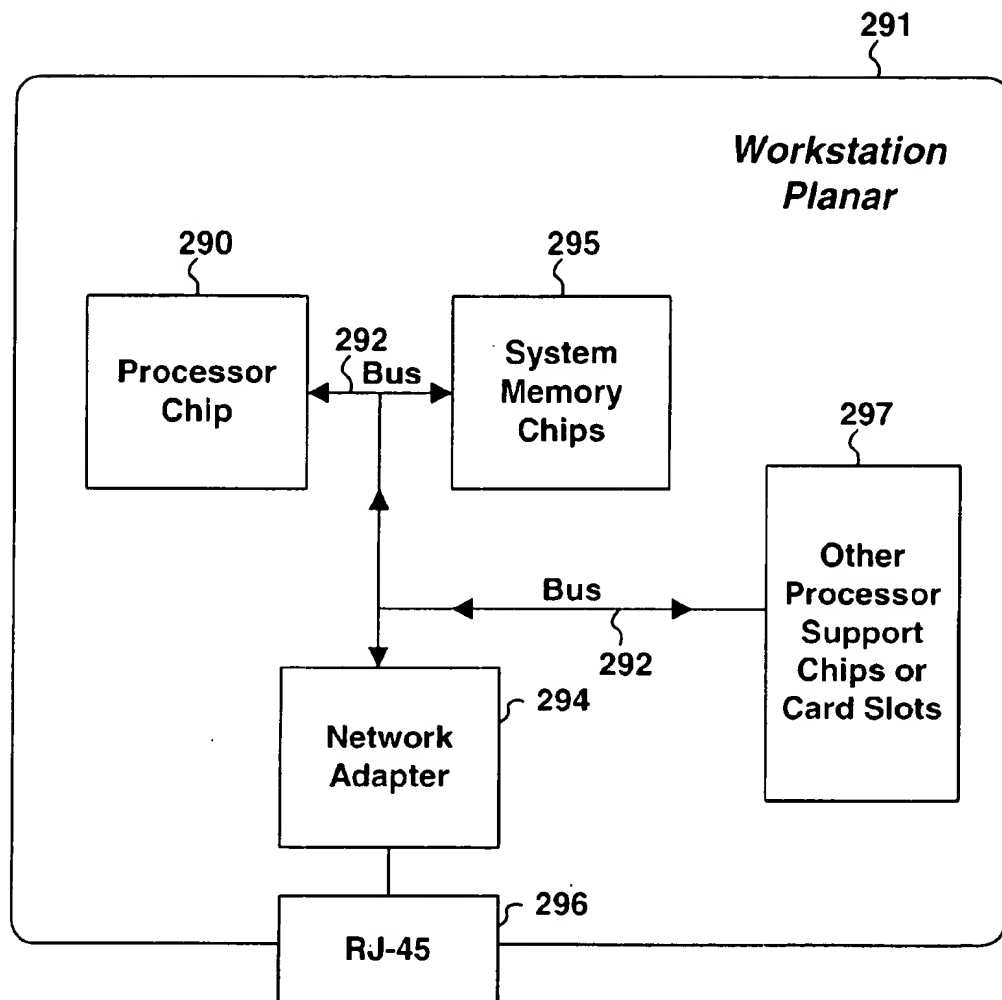 291
Workstation
Planar
290
295
292
Bus
Processor
Chip
System
Memory
Chips
297
Other
Processor
Support
Chips or
Card Slots
Bus
292
294
Network
Adapter
296
RJ-45